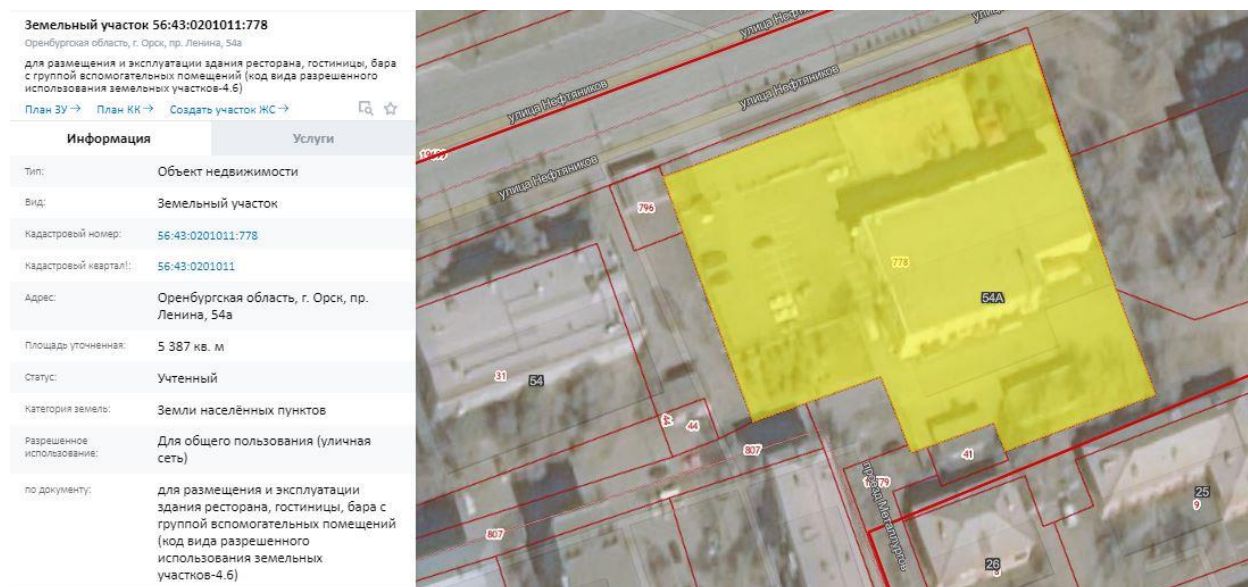 Земельный участок 56:43:0201011:778
Оренбургская область, г. Орск, пр. Ленина, 54а
для размещения и эксплуатации здания ресторана, гостиницы, бара
с группой вспомогательных помещений (код вида разрешенного
использования земельных участков-4.6)
План ЗУ → План КК → Создать участок ЖС →
Информация Услуги
Тип: Объект недвижимости
Вид: Земельный участок
Кадастровый номер: 56:43:0201011:778
Кадастровый квартал!: 56:43:0201011
Адрес: Оренбургская область, г. Орск, пр.
Ленина, 54а
Площадь уточненная: 5 387 кв. м
Статус: Учтенный
Категория земель: Земли населённых пунктов
Разрешенное
использование:
Для общего пользования (уличная
сеть)
по документу: для размещения и эксплуатации
здания ресторана, гостиницы, бара с
группой вспомогательных помещений
(код вида разрешенного
использования земельных
участков-4.6)
улица Нефтяников
улица Нефтяников
улица Нефтяников
улица Нефтяников
796
778
54А
31
54
44
44
807
41
807
проезд Металлургов
25
9
26